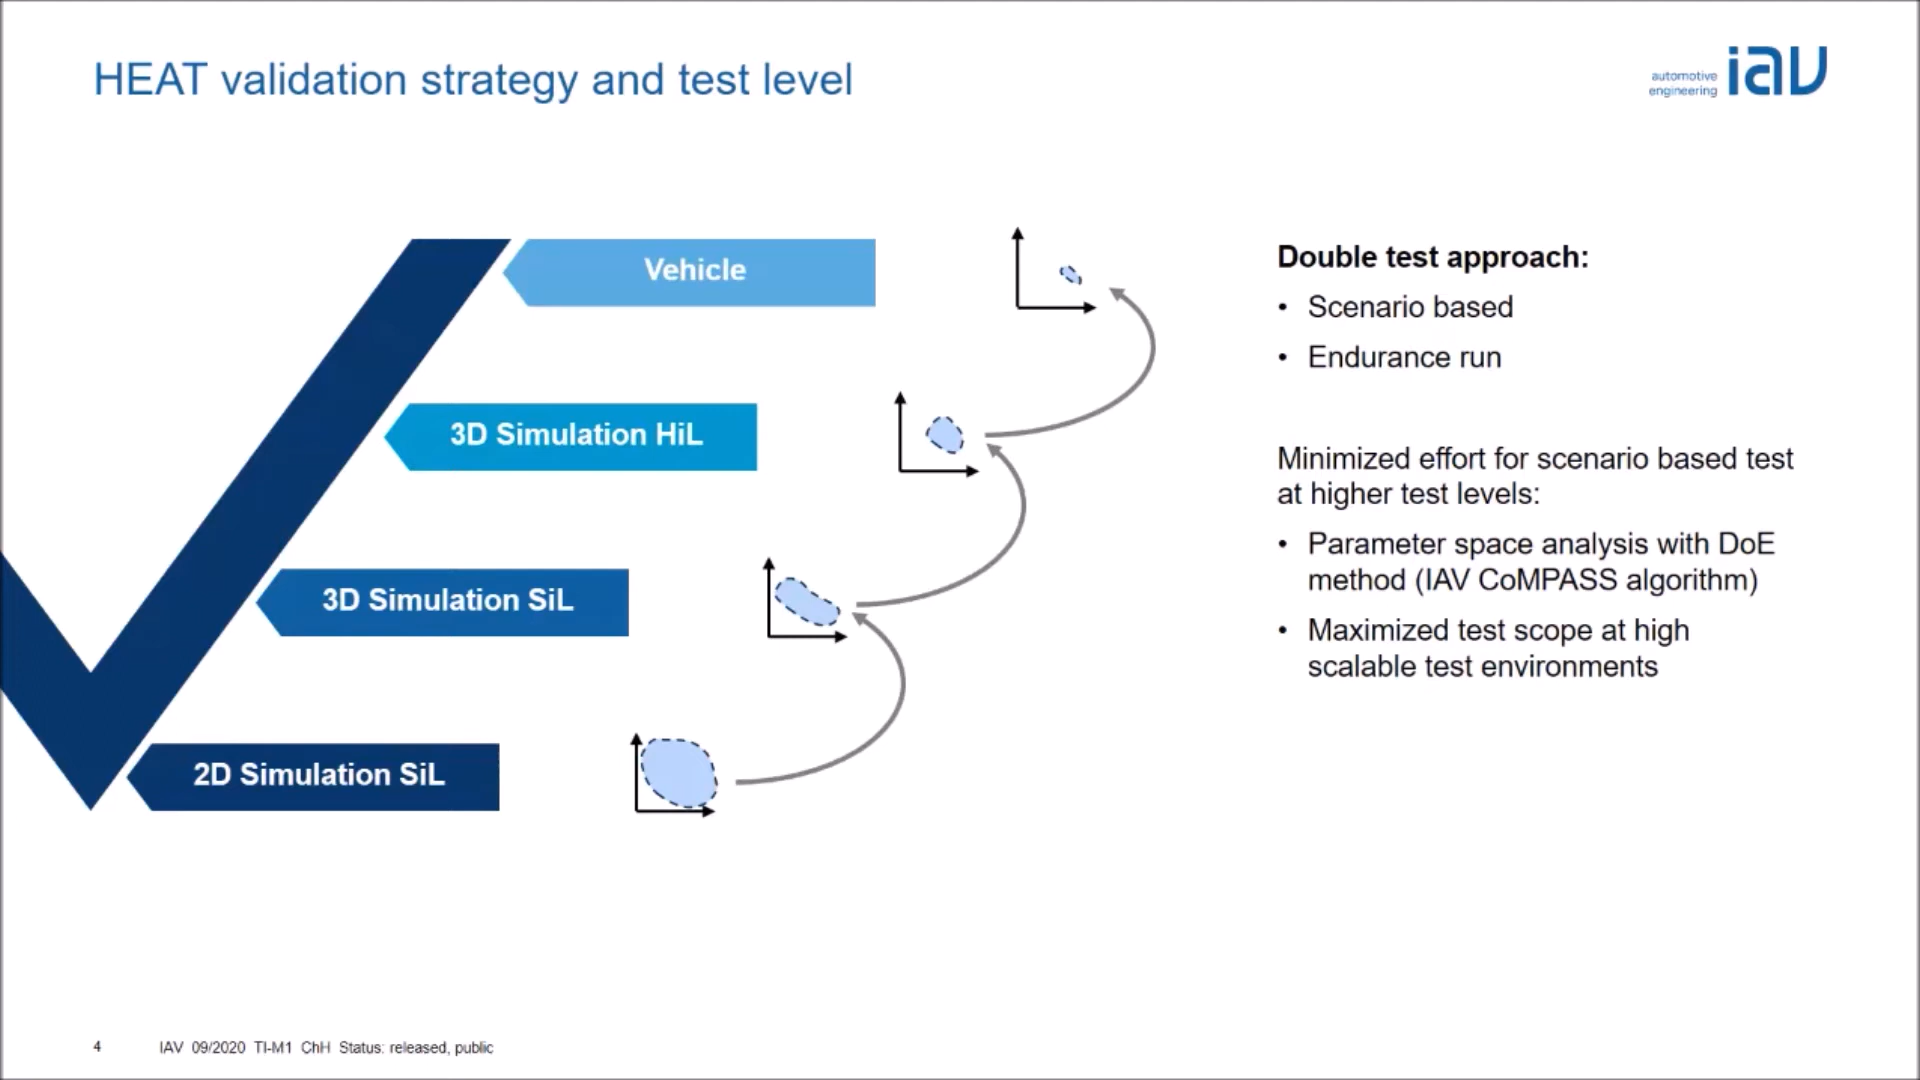 HEAT validation strategy and test level
automotive
engineering
iav
Vehicle
3D Simulation HiL
3D Simulation SiL
2D Simulation SiL
Double test approach:
• Scenario based
• Endurance run
Minimized effort for scenario based test
at higher test levels:
• Parameter space analysis with DoE
method (IAV CoMPASS algorithm)
• Maximized test scope at high
scalable test environments
4 IAV 09/2020 TI-M1 ChH Status: released, public